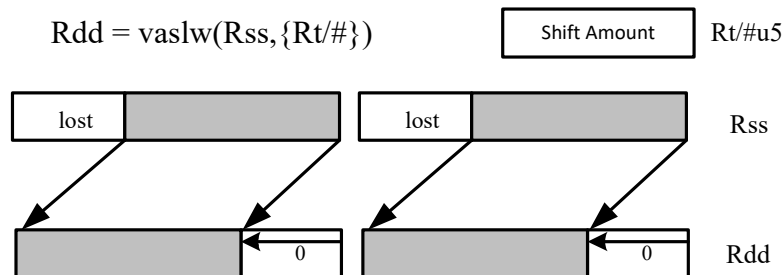 Rdd = vaslw(Rss,{Rt/#})
Shift Amount
Rt/#u5
lost
lost
Rss
0
0
Rdd